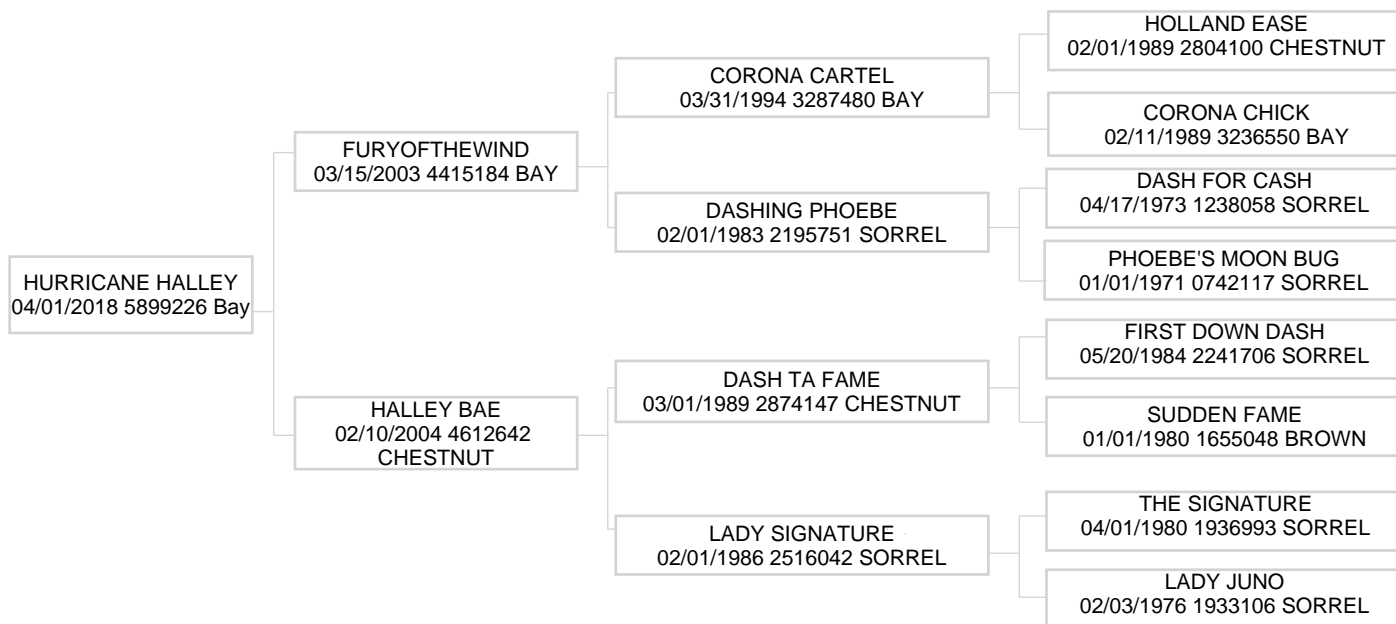 HOLLAND EASE
02/01/1989 2804100 CHESTNUT
CORONA CARTEL
03/31/1994 3287480 BAY
CORONA CHICK
02/11/1989 3236550 BAY
FURYOFTHEWIND
03/15/2003 4415184 BAY
DASH FOR CASH
04/17/1973 1238058 SORREL
DASHING PHOEBE
02/01/1983 2195751 SORREL
PHOEBE'S MOON BUG
01/01/1971 0742117 SORREL
HURRICANE HALLEY
04/01/2018 5899226 Bay
FIRST DOWN DASH
05/20/1984 2241706 SORREL
DASH TA FAME
03/01/1989 2874147 CHESTNUT
HALLEY BAE
02/10/2004 4612642
CHESTNUT
SUDDEN FAME
01/01/1980 1655048 BROWN
THE SIGNATURE
04/01/1980 1936993 SORREL
LADY SIGNATURE
02/01/1986 2516042 SORREL
LADY JUNO
02/03/1976 1933106 SORREL